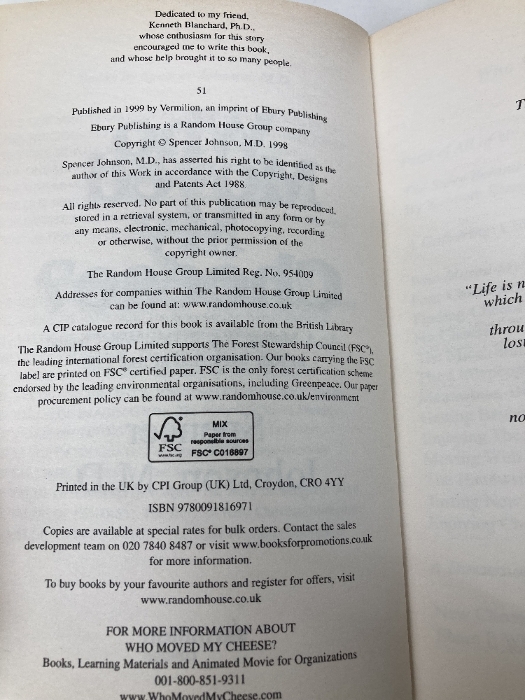 Dedicated to my friend,
Kenneth Blanchard, Ph.D.,
whose enthusiasm for this story
encouraged me to write this book,
and whose help brought it to so many people.
51
Published in 1999 by Vermilion, an imprint of Ebury Publishing
Ebury Publishing is a Random House Group company
Copyright © Spencer Johnson, M.D. 1998
Spencer Johnson, M.D., has asserted his right to be identified as the
author of this Work in accordance with the Copyright, Designs
and Patents Act 1988.
All rights reserved. No part of this publication may be reproduced,
stored in a retrieval system, or transmitted in any form or by
any means, electronic, mechanical, photocopying, recording
or otherwise, without the prior permission of the
copyright owner.
The Random House Group Limited Reg. No. 954009
Addresses for companies within The Random House Group Limited
can be found at: www.randomhouse.co.uk
A CIP catalogue record for this book is available from the British Library
The Random House Group Limited supports The Forest Stewardship Council (FSC®),
the leading international forest certification organisation. Our books carrying the FSC
label are printed on FSC® certified paper. FSC is the only forest certification scheme
endorsed by the leading environmental organisations, including Greenpeace. Our paper
procurement policy can be found at www.randomhouse.co.uk/environment
FSC
www.fsc.org
MIX
Paper from
responsible sources
FSC® C016897
Printed in the UK by CPI Group (UK) Ltd, Croydon, CR0 4YY
ISBN 9780091816971
Copies are available at special rates for bulk orders. Contact the sales
development team on 020 7840 8487 or visit www.booksforpromotions.co.uk
for more information.
To buy books by your favourite authors and register for offers, visit
www.randomhouse.co.uk
FOR MORE INFORMATION ABOUT
WHO MOVED MY CHEESE?
Books, Learning Materials and Animated Movie for Organizations
001-800-851-9311
www.WhoMovedMyCheese.com
"Life is n
which
throu
lost
no